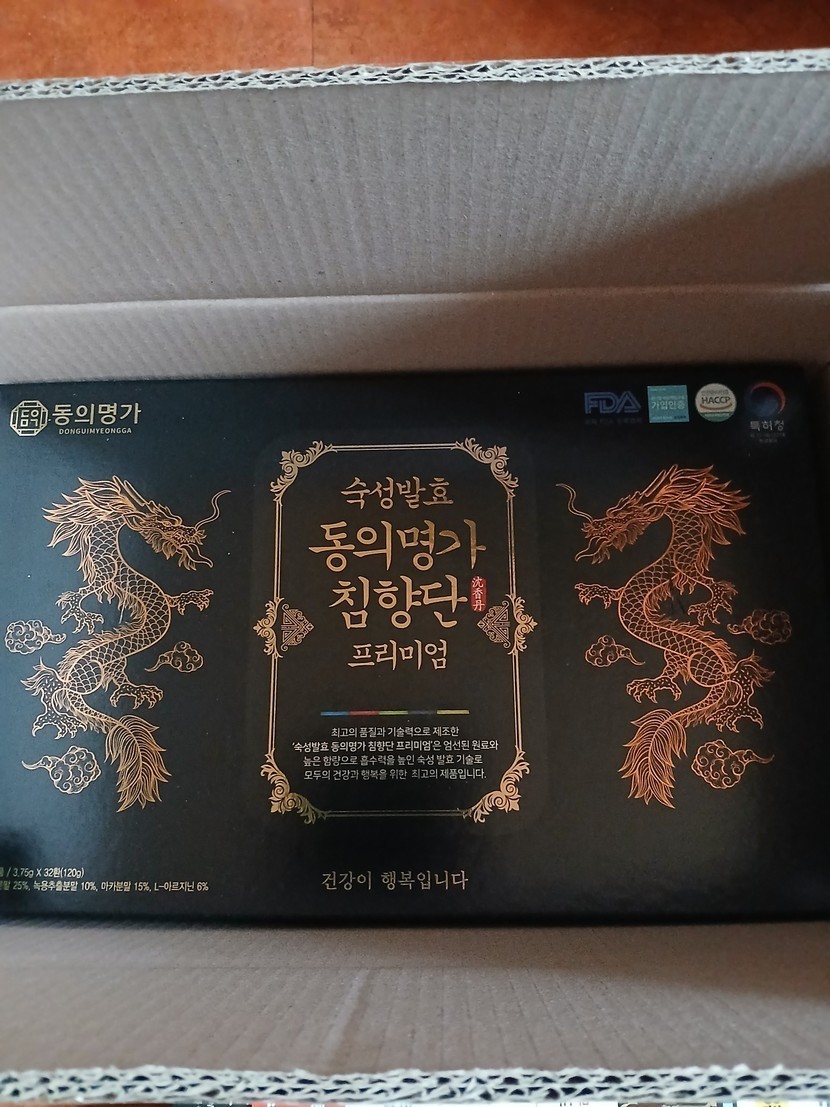 동의명가
DONGUIMYEONGGA
FDA
기업인증
HACCP
특허청
숙성발효
동의명가
침향단
沈香丹
프리미엄
최고의 품질과 기술력으로 제조한
'숙성발효 동의명가 침향단 프리미엄'은 엄선된 원료와
높은 함량으로 흡수력을 높인 숙성 발효 기술로
모두의 건강과 행복을 위한 최고의 제품입니다.
/ 3.75g X 32환(120g)
25%, 녹용추출분말 10%, 마카분말 15%, L-아르지닌 6%
건강이 행복입니다